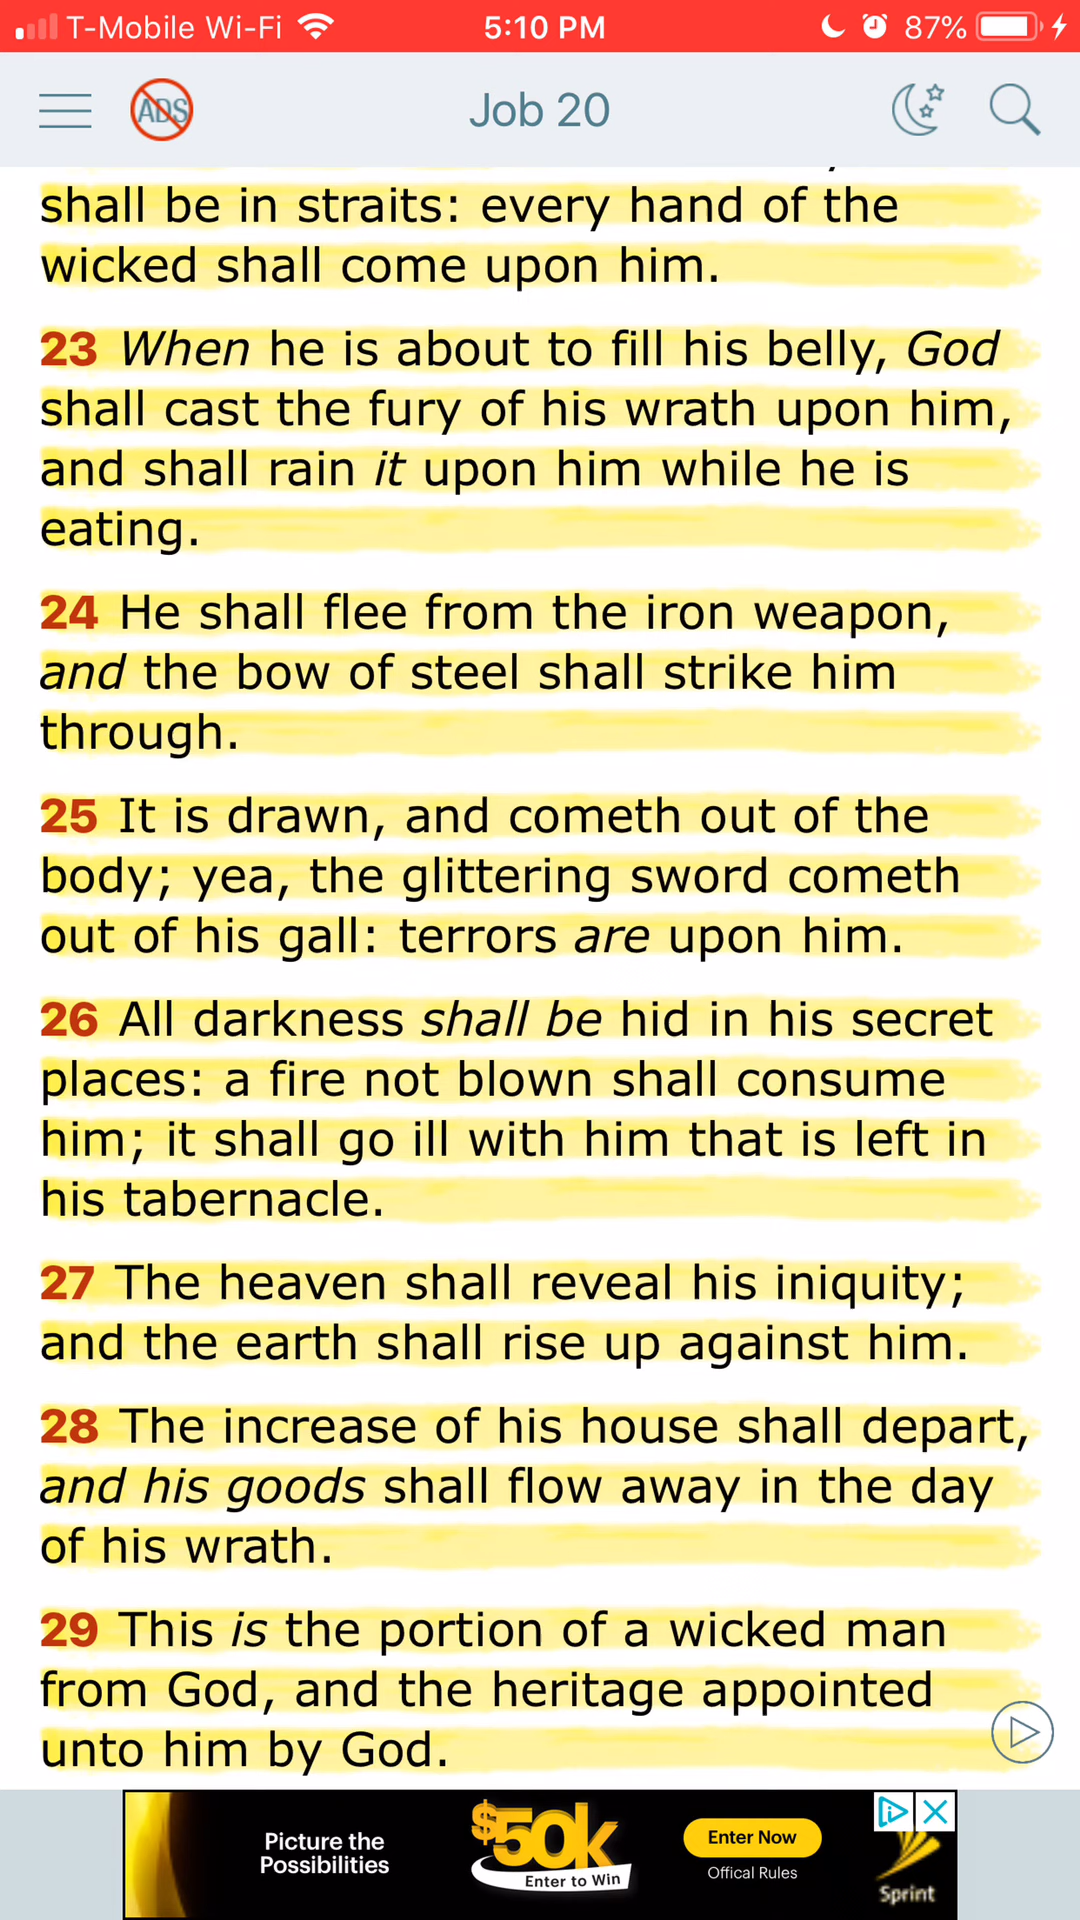 T-Mobile Wi-Fi 5:10 PM 87%
ADS Job 20
shall be in straits: every hand of the
wicked shall come upon him.
23 When he is about to fill his belly, God
shall cast the fury of his wrath upon him,
and shall rain it upon him while he is
eating.
24 He shall flee from the iron weapon,
and the bow of steel shall strike him
through.
25 It is drawn, and cometh out of the
body; yea, the glittering sword cometh
out of his gall: terrors are upon him.
26 All darkness shall be hid in his secret
places: a fire not blown shall consume
him; it shall go ill with him that is left in
his tabernacle.
27 The heaven shall reveal his iniquity;
and the earth shall rise up against him.
28 The increase of his house shall depart,
and his goods shall flow away in the day
of his wrath.
29 This is the portion of a wicked man
from God, and the heritage appointed
unto him by God.
Picture the
Possibilities
$50k
Enter to Win
Enter Now
Offical Rules
Sprint